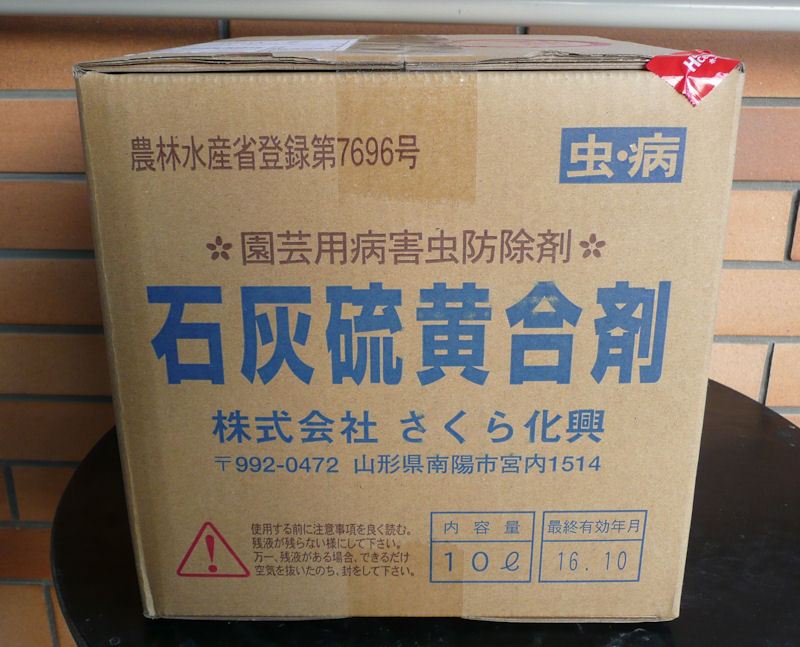 農林水産省登録第7696号
虫・病
園芸用病害虫防除剤
石灰硫黄合剤
株式会社 さくら化興
〒992-0472 山形県南陽市宮内1514
使用する前に注意事項を良く読む。
残液が残らない様にして下さい。
万一、残液がある場合、できるだけ
空気を抜いたのち、封をして下さい。
内容量
10ℓ
最終有効年月
16.10